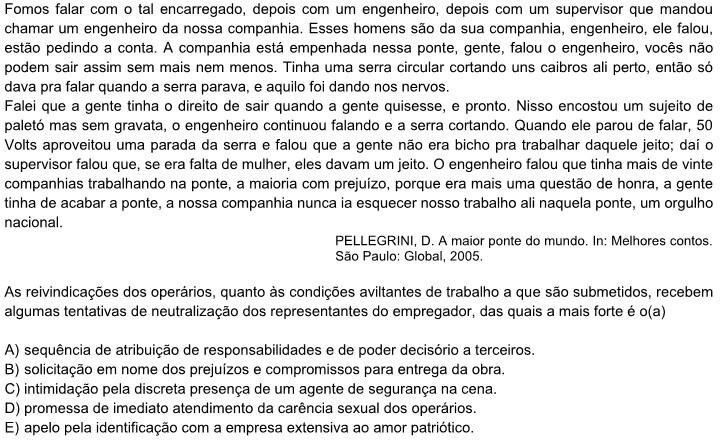 Fomos falar com o tal encarregado, depois com um engenheiro, depois com um supervisor que mandou
chamar um engenheiro da nossa companhia. Esses homens são da sua companhia, engenheiro, ele falou,
estão pedindo a conta. A companhia está empenhada nessa ponte, gente, falou o engenheiro, vocês não
podem sair assim sem mais nem menos. Tinha uma serra circular cortando uns caibros ali perto, então só
dava pra falar quando a serra parava, e aquilo foi dando nos nervos.
Falei que a gente tinha o direito de sair quando a gente quisesse, e pronto. Nisso encostou um sujeito de
paletó mas sem gravata, o engenheiro continuou falando e a serra cortando. Quando ele parou de falar, 50
Volts aproveitou uma parada da serra e falou que a gente não era bicho pra trabalhar daquele jeito; daí o
supervisor falou que, se era falta de mulher, eles davam um jeito. O engenheiro falou que tinha mais de vinte
companhias trabalhando na ponte, a maioria com prejuízo, porque era mais uma questão de honra, a gente
tinha de acabar a ponte, a nossa companhia nunca ia esquecer nosso trabalho ali naquela ponte, um orgulho
nacional.
PELLEGRINI, D. A maior ponte do mundo. In: Melhores contos.
São Paulo: Global, 2005.
As reivindicações dos operários, quanto às condições aviltantes de trabalho a que são submetidos, recebem
algumas tentativas de neutralização dos representantes do empregador, das quais a mais forte é o(a)
A) sequência de atribuição de responsabilidades e de poder decisório a terceiros.
B) solicitação em nome dos prejuízos e compromissos para entrega da obra.
C) intimidação pela discreta presença de um agente de segurança na cena.
D) promessa de imediato atendimento da carência sexual dos operários.
E) apelo pela identificação com a empresa extensiva ao amor patriótico.